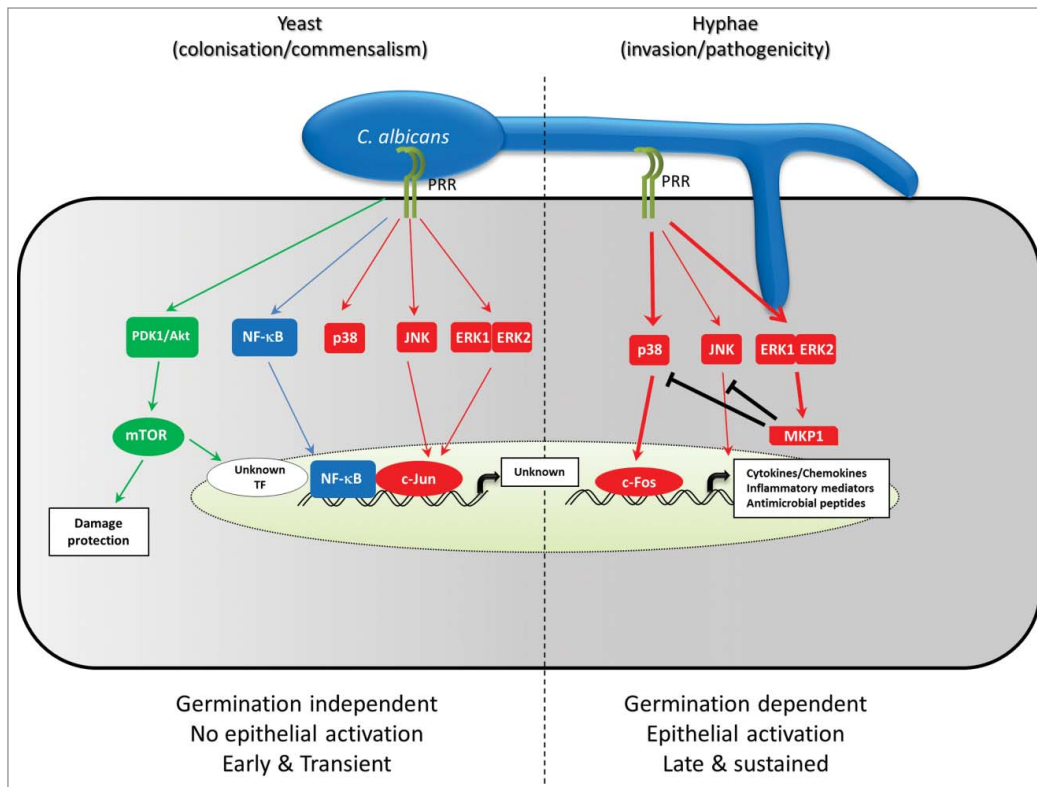 Yeast
(colonisation/commensalism)
Hyphae
(invasion/pathogenicity)
C. albicans
PRR
PRR
PDK1/Akt
NF-κB
p38
JNK
ERK1
ERK2
p38
JNK
ERK1
ERK2
mTOR
MKP1
Unknown
TF
NF-κB
c-Jun
Unknown
c-Fos
Cytokines/Chemokines
Inflammatory mediators
Antimicrobial peptides
Damage
protection
Germination independent
No epithelial activation
Early & Transient
Germination dependent
Epithelial activation
Late & sustained